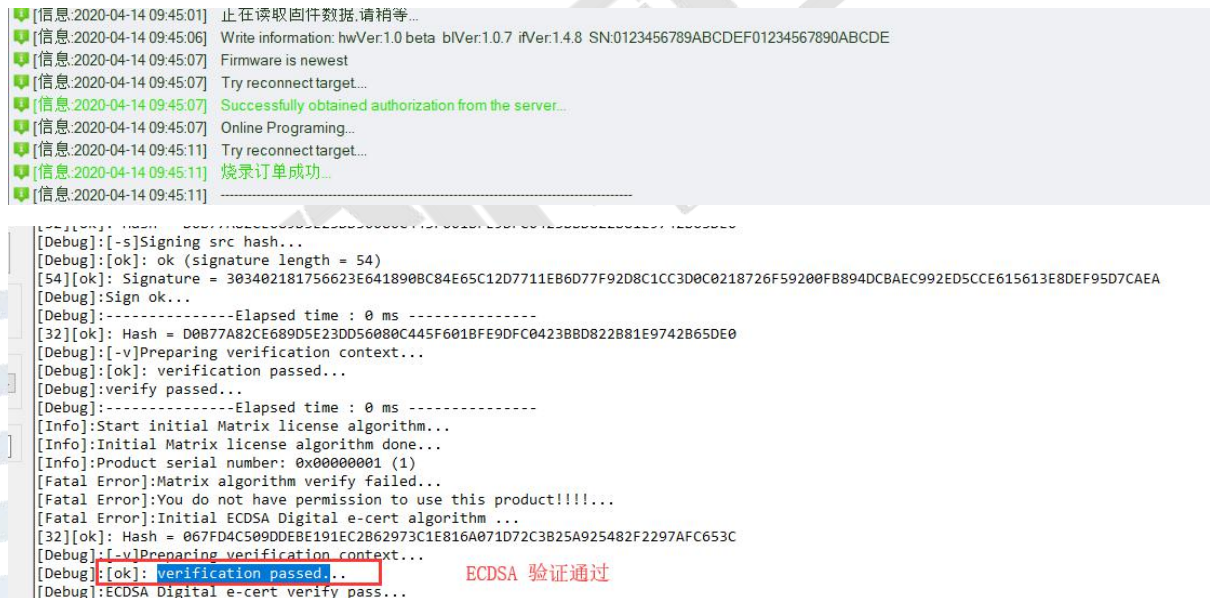 [信息:2020-04-14 09:45:01] 正在读取固件数据,请稍等...
[信息:2020-04-14 09:45:06] Write information: hwVer:1.0 beta blVer:1.0.7 ifVer:1.4.8 SN:0123456789ABCDEF01234567890ABCDE
[信息:2020-04-14 09:45:07] Firmware is newest
[信息:2020-04-14 09:45:07] Try reconnect target....
[信息:2020-04-14 09:45:07] Successfully obtained authorization from the server...
[信息:2020-04-14 09:45:07] Online Programing...
[信息:2020-04-14 09:45:11] Try reconnect target....
[信息:2020-04-14 09:45:11] 烧录订单成功...
[信息:2020-04-14 09:45:11] ----------------------------------------------------------------
[32][ok]: Hash = D0B77A82CE689D5E23DD56080C445F601BFE9DFC0423BBD822B81E9742B65DE0
[Debug]:[-s]Signing src hash...
[Debug]:[ok]: ok (signature length = 54)
[54][ok]: Signature = 303402181756623E641890BC84E65C12D7711EB6D77F92D8C1CC3D0C0218726F59200FB894DCBAEC992ED5CCE615613E8DEF95D7CAEA
[Debug]:Sign ok...
[Debug]:---------------Elapsed time : 0 ms ---------------
[32][ok]: Hash = D0B77A82CE689D5E23DD56080C445F601BFE9DFC0423BBD822B81E9742B65DE0
[Debug]:[-v]Preparing verification context...
[Debug]:[ok]: verification passed...
[Debug]:verify passed...
[Debug]:---------------Elapsed time : 0 ms ---------------
[Info]:Start initial Matrix license algorithm...
[Info]:Initial Matrix license algorithm done...
[Info]:Product serial number: 0x00000001 (1)
[Fatal Error]:Matrix algorithm verify failed...
[Fatal Error]:You do not have permission to use this product!!!!...
[Fatal Error]:Initial ECDSA Digital e-cert algorithm ...
[32][ok]: Hash = 067FD4C509DDEBE191EC2B62973C1E816A071D72C3B25A925482F2297AFC653C
[Debug]:[-v]Preparing verification context...
[Debug]:[ok]: verification passed... ECDSA 验证通过
[Debug]:ECDSA Digital e-cert verify pass...